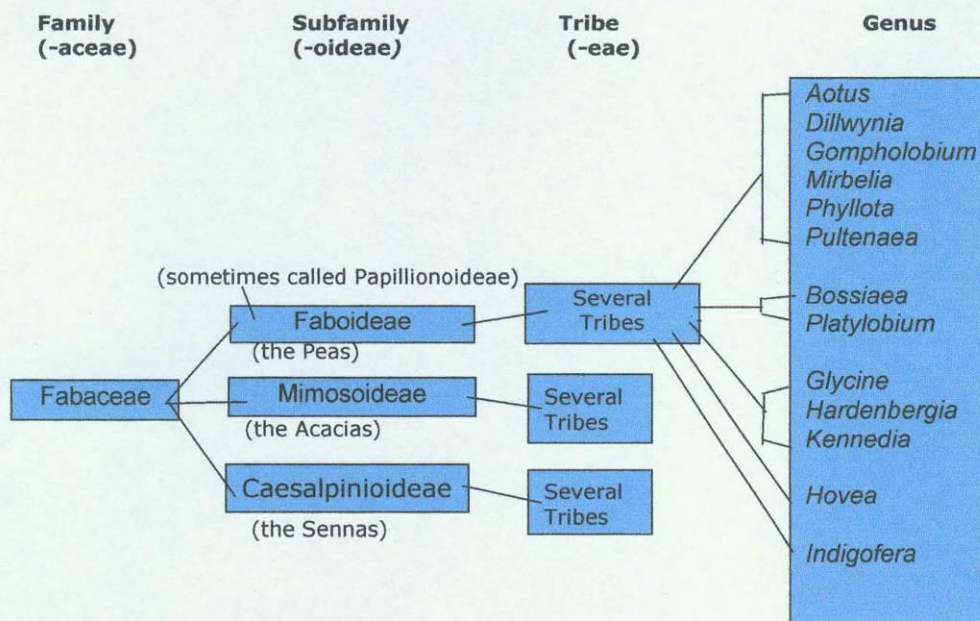 Family
(-aceae)
Subfamily
(-oideae)
Tribe
(-eae)
Genus
Aotus
Dillwynia
Gompholobium
Mirbelia
Phyllota
Pultenaea
(sometimes called Papillionoideae)
Faboideae
(the Peas)
Several
Tribes
Bossiaea
Platylobium
Fabaceae
Mimosoideae
(the Acacias)
Several
Tribes
Glycine
Hardenbergia
Kennedia
Caesalpinioideae
(the Sennas)
Several
Tribes
Hovea
Indigofera